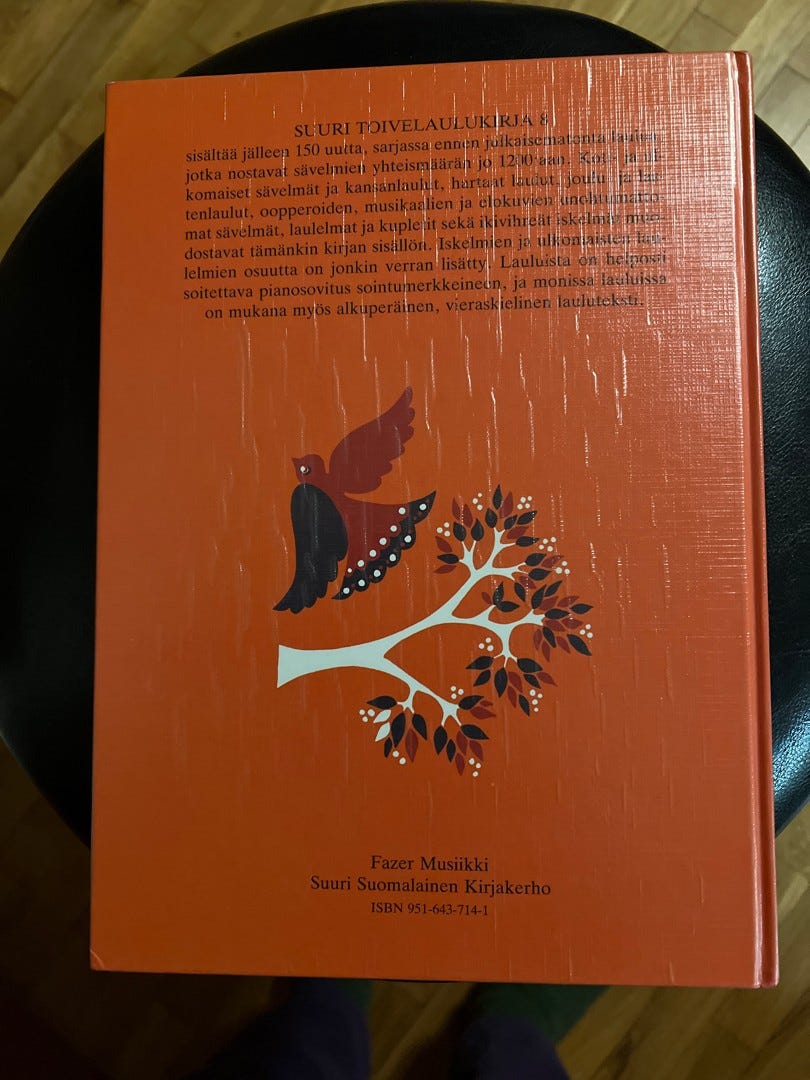 SUURI TOIVELAULUKIRJA 8
sisältää jälleen 150 uutta, sarjassa ennen julkaisematonta laulua,
jotka nostavat sävelmien yhteismäärän jo 1200'aan. Koti- ja ul-
komaiset sävelmät ja kansanlaulut, hartaat laulut, joulu- ja las-
tenlaulut, oopperoiden, musikaalien ja elokuvien unohtumatto-
mat sävelmät, laulelmat ja kupletit sekä ikivihreät iskelmät muo-
dostavat tämänkin kirjan sisällön. Iskelmien ja ulkomaisten lau-
lelmien osuutta on jonkin verran lisätty. Lauluista on helposti
soitettava pianosovitus sointumerkkeineen, ja monissa lauluissa
on mukana myös alkuperäinen, vieraskielinen lauluteksti.
Fazer Musiikki
Suuri Suomalainen Kirjakerho
ISBN 951-643-714-1